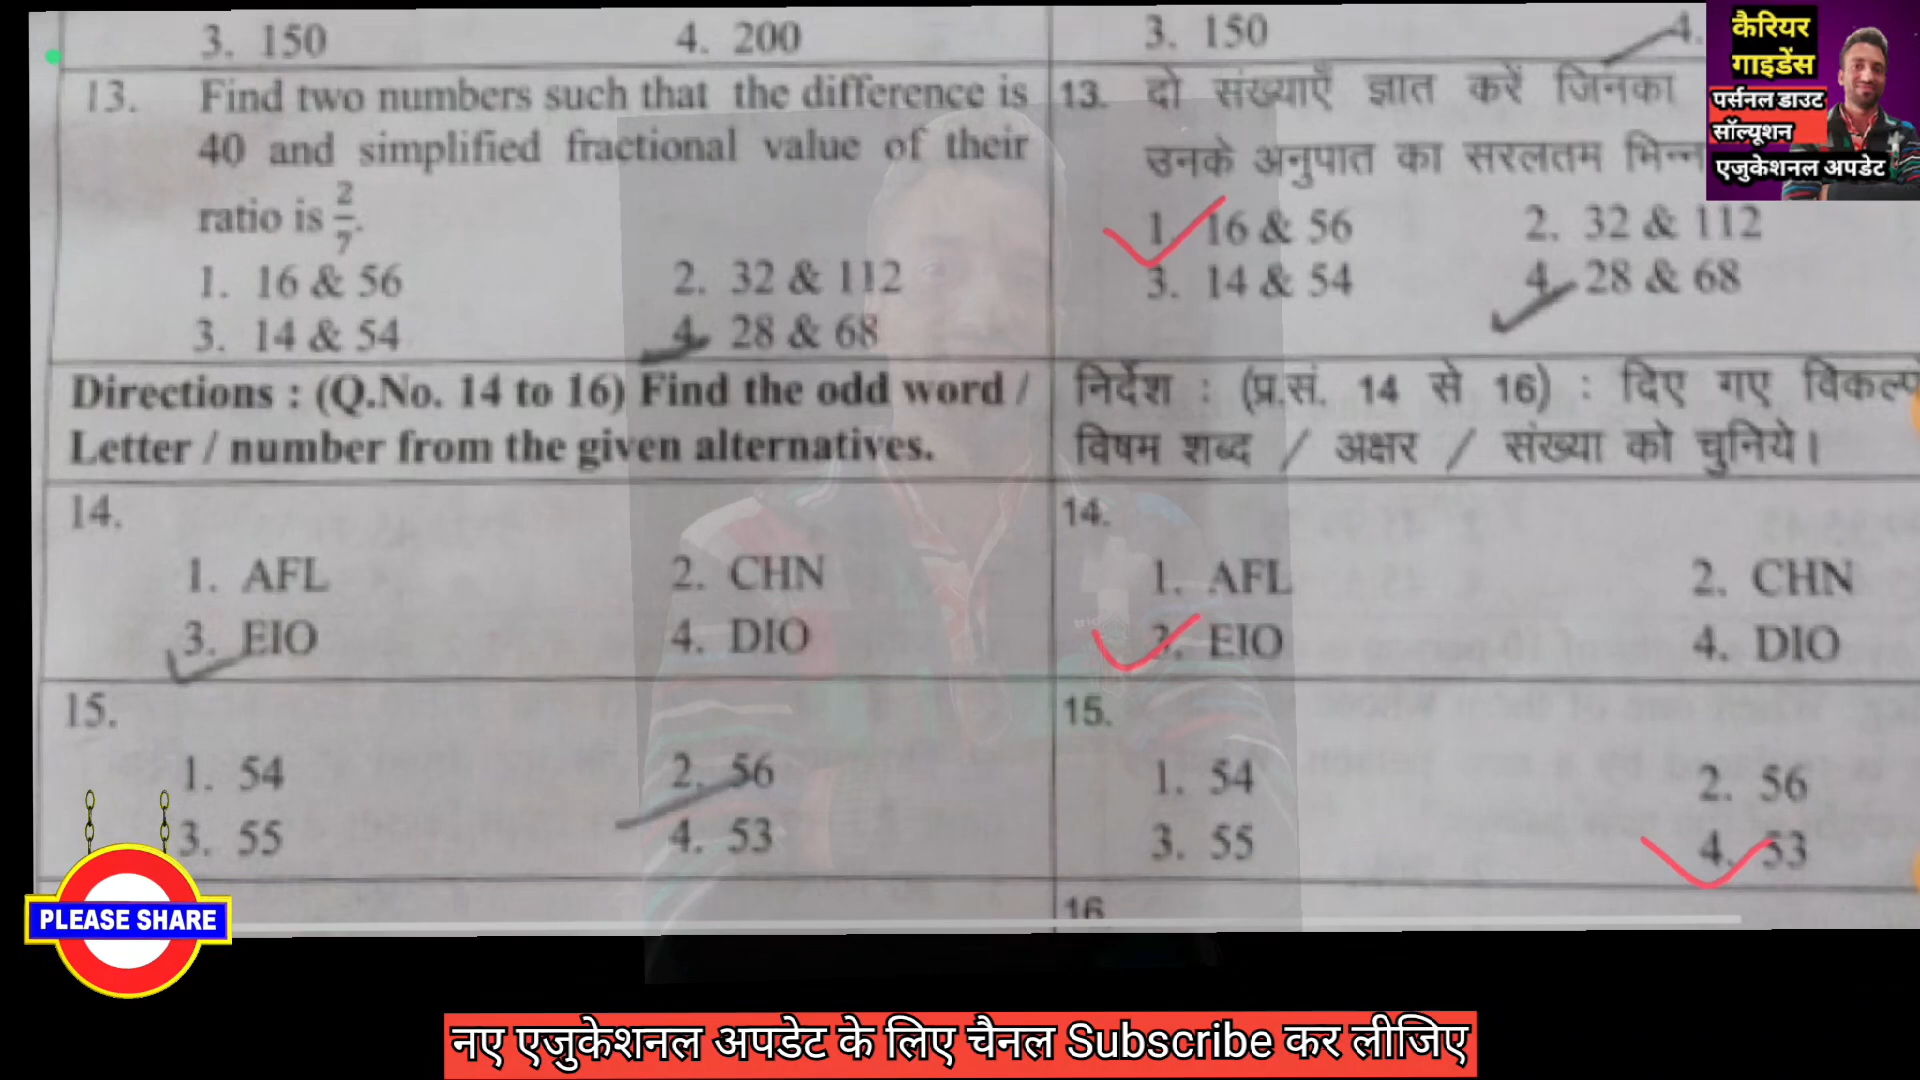 3. 150 4. 200
13. Find two numbers such that the difference is
40 and simplified fractional value of their
ratio is 2/7.
1. 16 & 56 2. 32 & 112
3. 14 & 54 4. 28 & 68
Directions : (Q.No. 14 to 16) Find the odd word /
Letter / number from the given alternatives.
14.
1. AFL 2. CHN
3. EIO 4. DIO
15.
1. 54 2. 56
3. 55 4. 53
3. 150 4.
13. दो संख्याएँ ज्ञात करें जिनका
उनके अनुपात का सरलतम भिन्न
1. 16 & 56 2. 32 & 112
3. 14 & 54 4. 28 & 68
निर्देश : (प्र.सं. 14 से 16) : दिए गए
विषम शब्द / अक्षर / संख्या को चुनिये।
14.
1. AFL 2. CHN
3. EIO 4. DIO
15.
1. 54 2. 56
3. 55 4. 53
16
कैरियर
गाइडेंस
पर्सनल डाउट
सॉल्यूशन
एजुकेशनल अपडेट
PLEASE SHARE
नए एजुकेशनल अपडेट के लिए चैनल Subscribe कर लीजिए